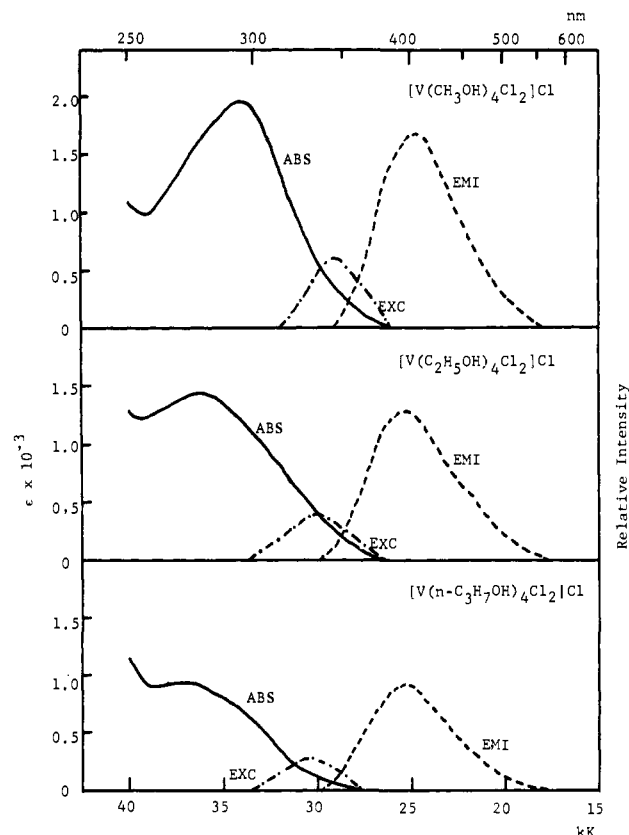 nm
250 300 400 500 600
[V(CH3OH)4Cl2]Cl
2.0
1.5
1.0
0.5
0
ABS
EMI
EXC
[V(C2H5OH)4Cl2]Cl
1.5
1.0
0.5
0
ABS
EMI
EXC
ε x 10⁻³
Relative Intensity
[V(n-C3H7OH)4Cl2|Cl
1.5
1.0
0.5
0
ABS
EMI
EXC
40 35 30 25 20 15
kK